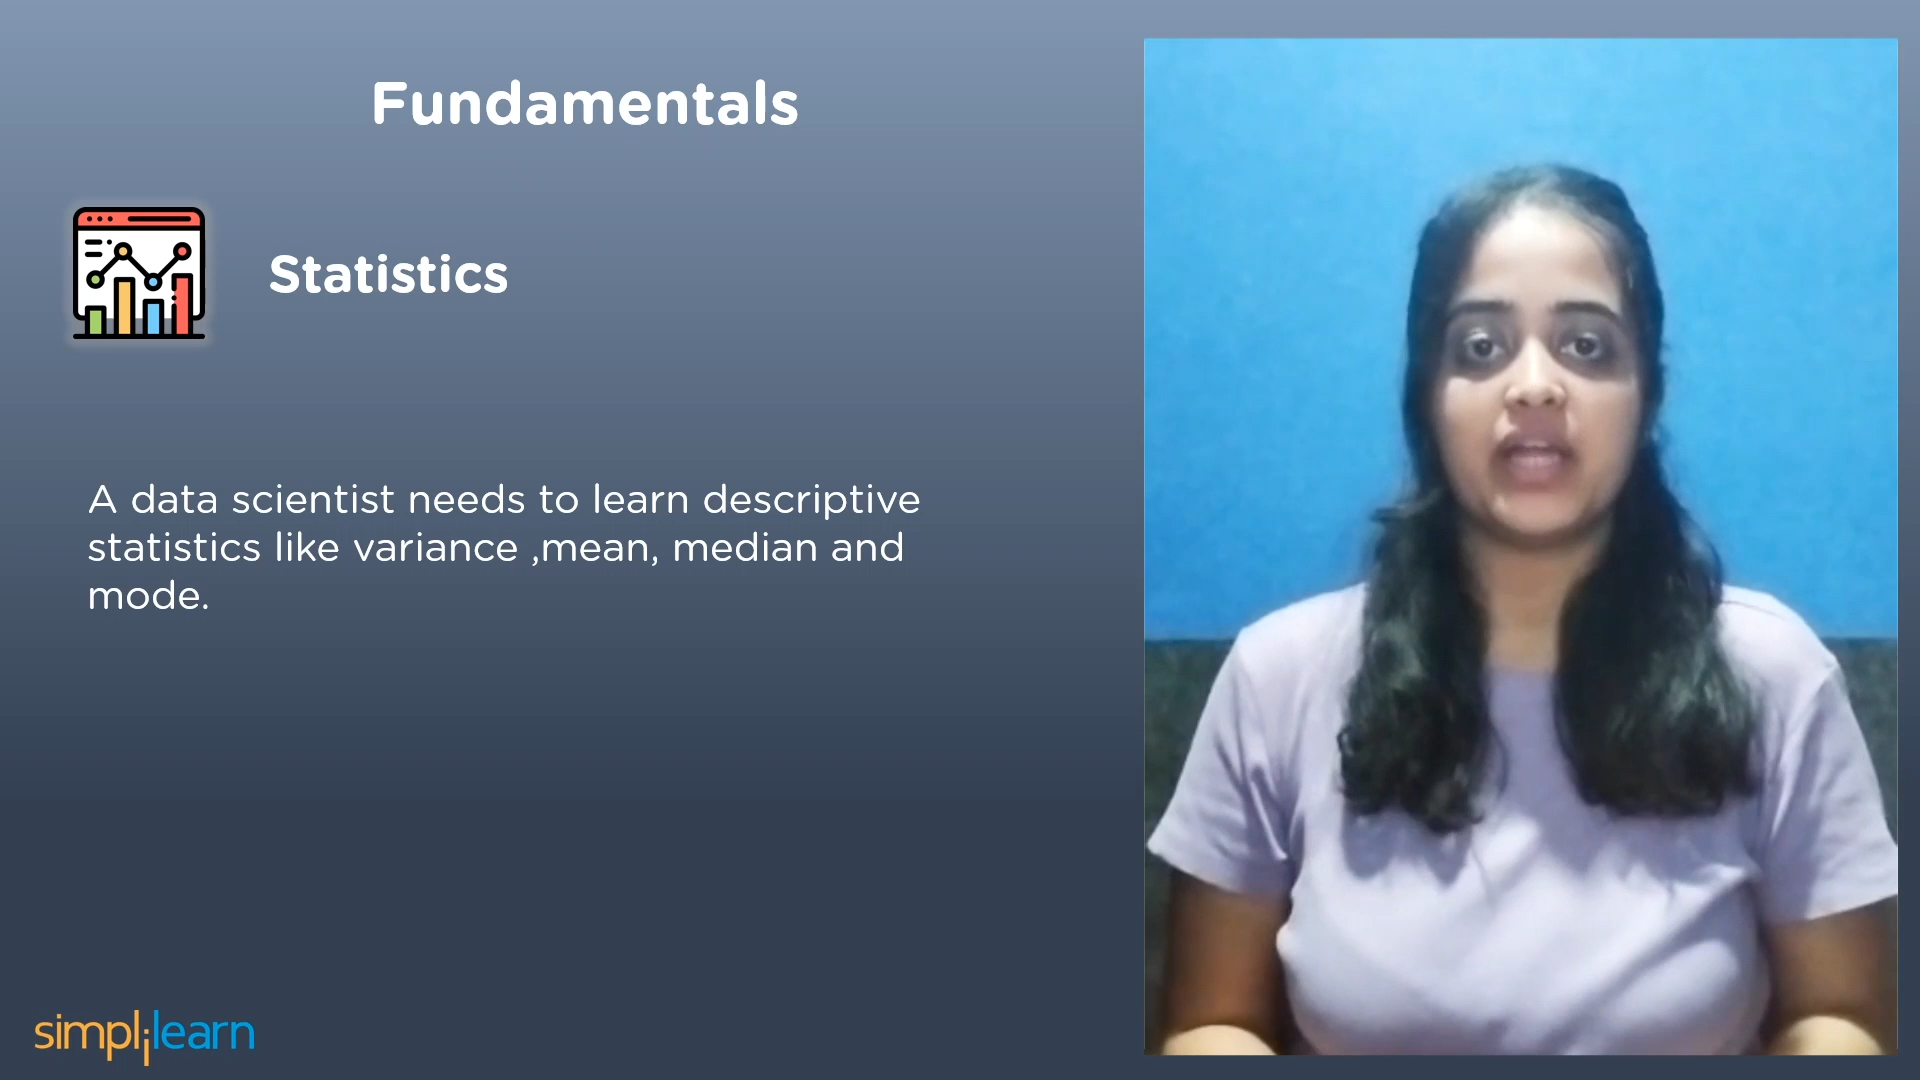 Fundamentals
Statistics
A data scientist needs to learn descriptive
statistics like variance ,mean, median and
mode.
simplilearn